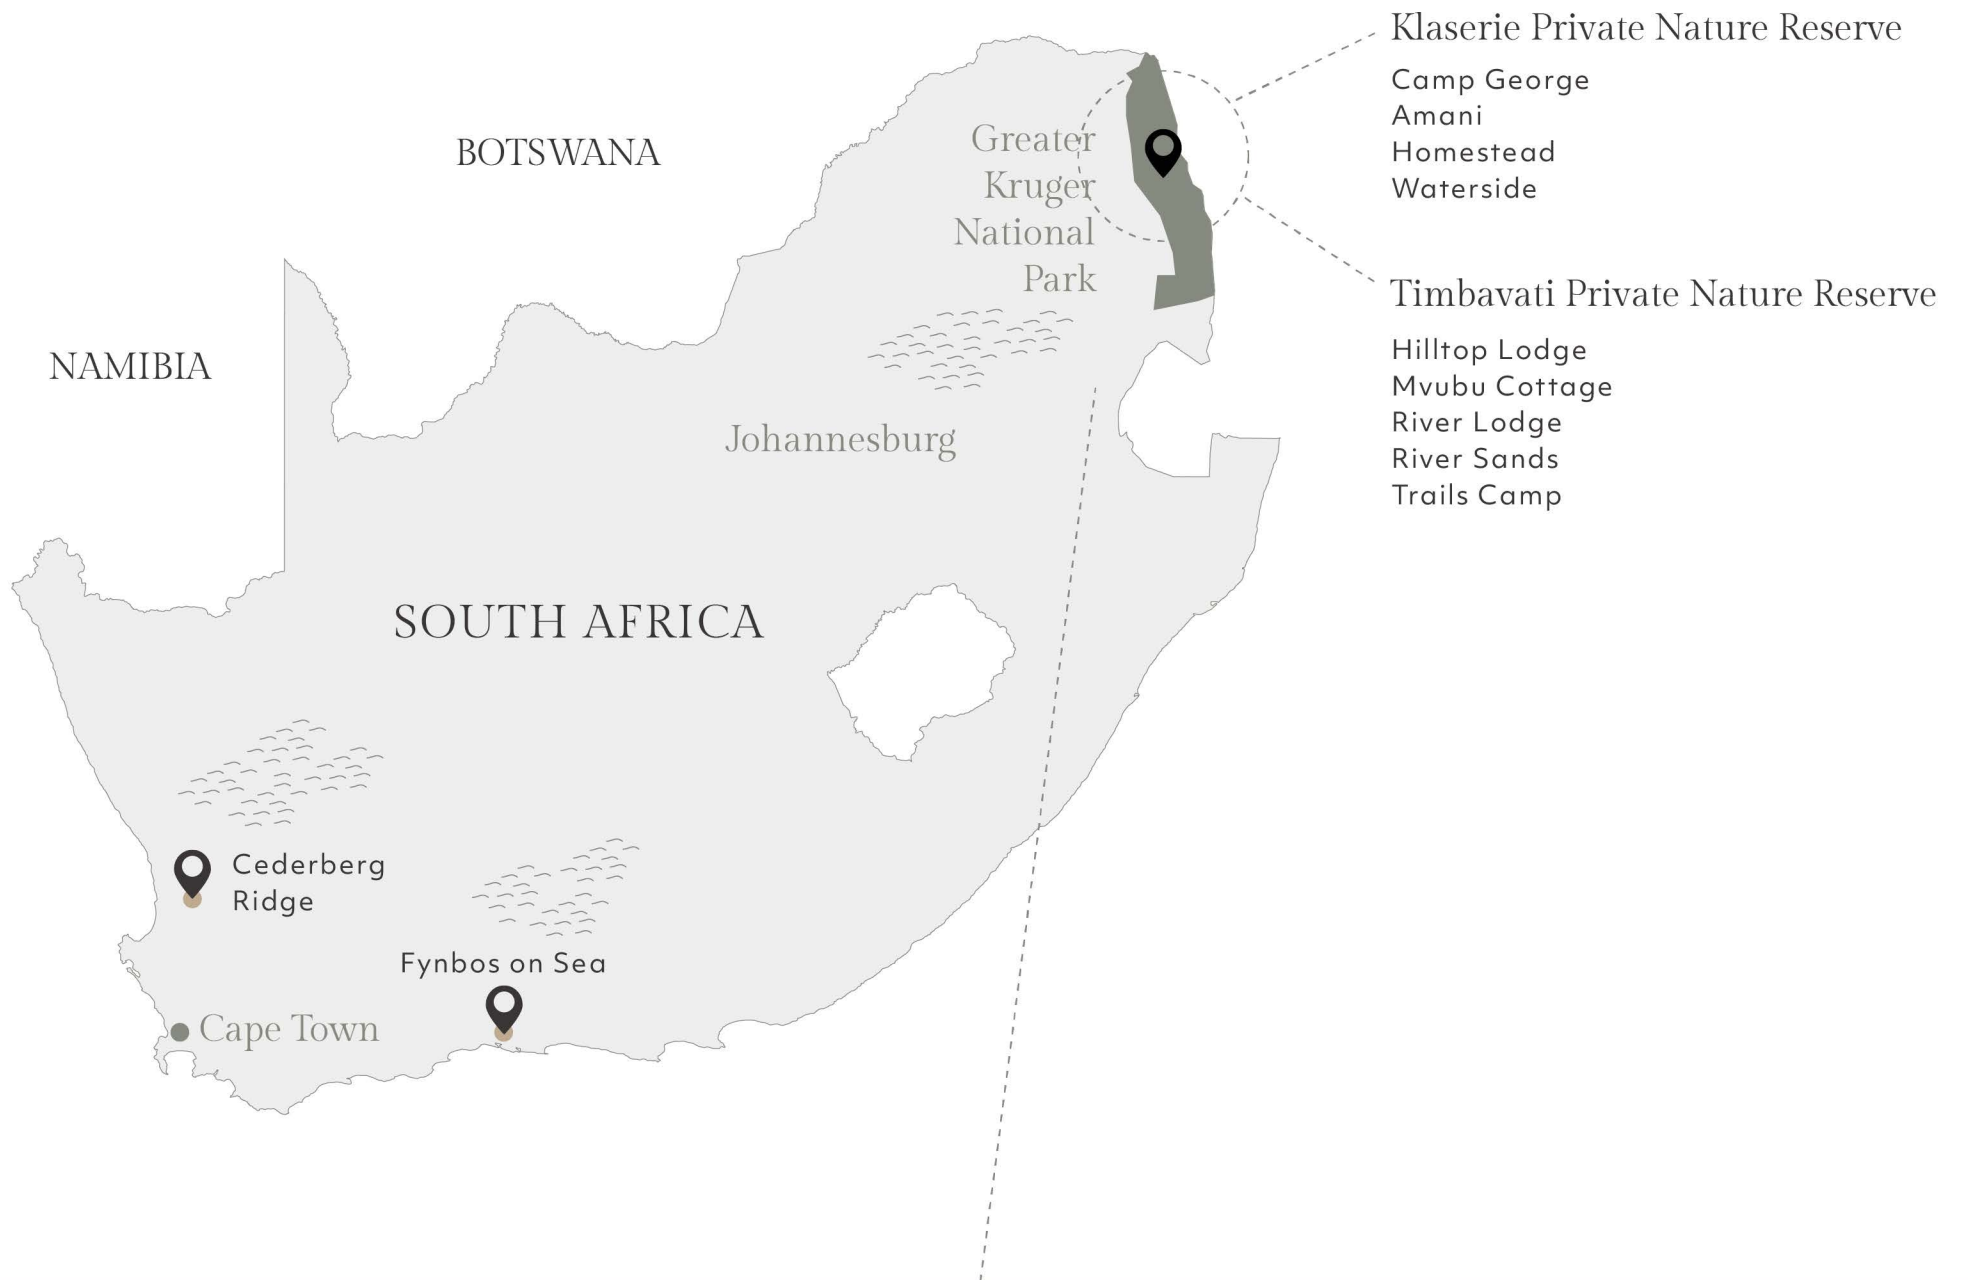 Klaserie Private Nature Reserve
Camp George
Amani
Homestead
Waterside
BOTSWANA
Greater
Kruger
National
Park
Timbavati Private Nature Reserve
Hilltop Lodge
Mvubu Cottage
River Lodge
River Sands
Trails Camp
NAMIBIA
Johannesburg
SOUTH AFRICA
Cederberg
Ridge
Fynbos on Sea
Cape Town